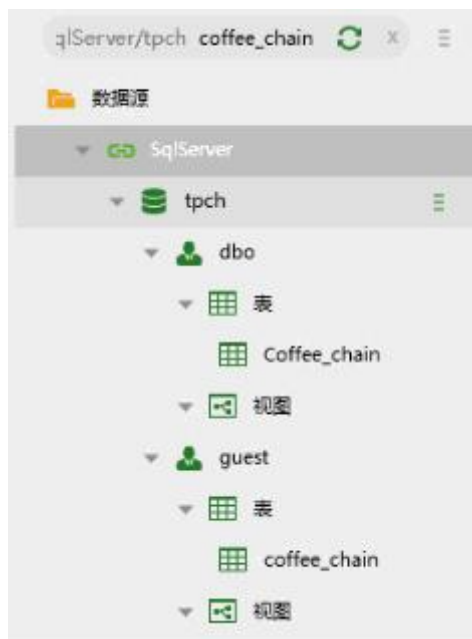 qlServer/tpch coffee_chain x
数据源
SqlServer
tpch
dbo
表
Coffee_chain
视图
guest
表
coffee_chain
视图